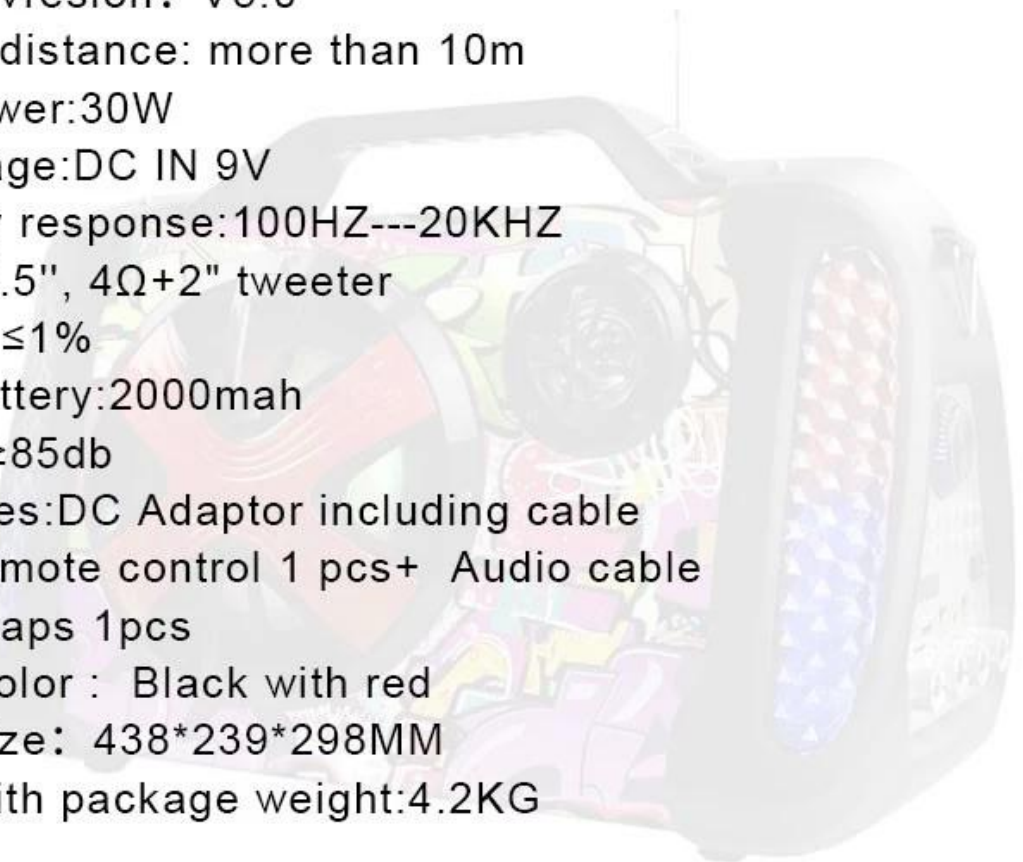 distance: more than 10m
wer:30W
age:DC IN 9V
response:100HZ---20KHZ
.5'', 4Ω+2" tweeter
≤1%
ttery:2000mah
85db
es:DC Adaptor including cable
mote control 1 pcs+ Audio cable
aps 1pcs
olor : Black with red
ze：438*239*298MM
ith package weight:4.2KG